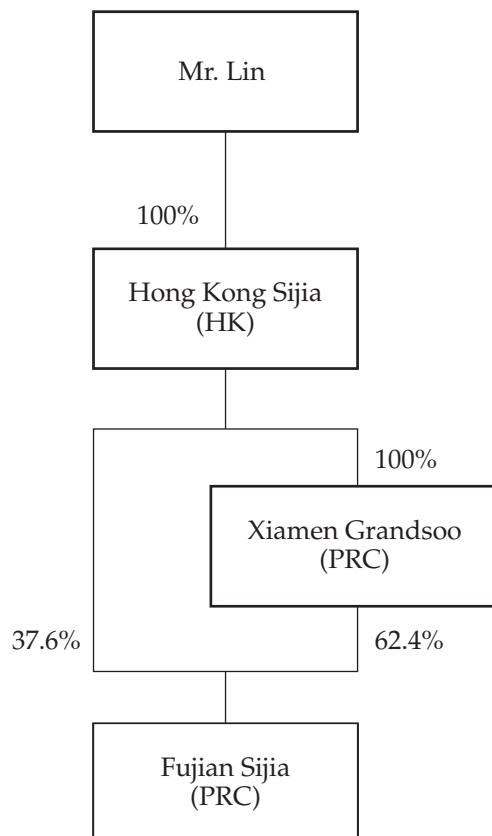 Mr. Lin
100%
Hong Kong Sijia
(HK)
100%
Xiamen Grandsoo
(PRC)
37.6%
62.4%
Fujian Sijia
(PRC)